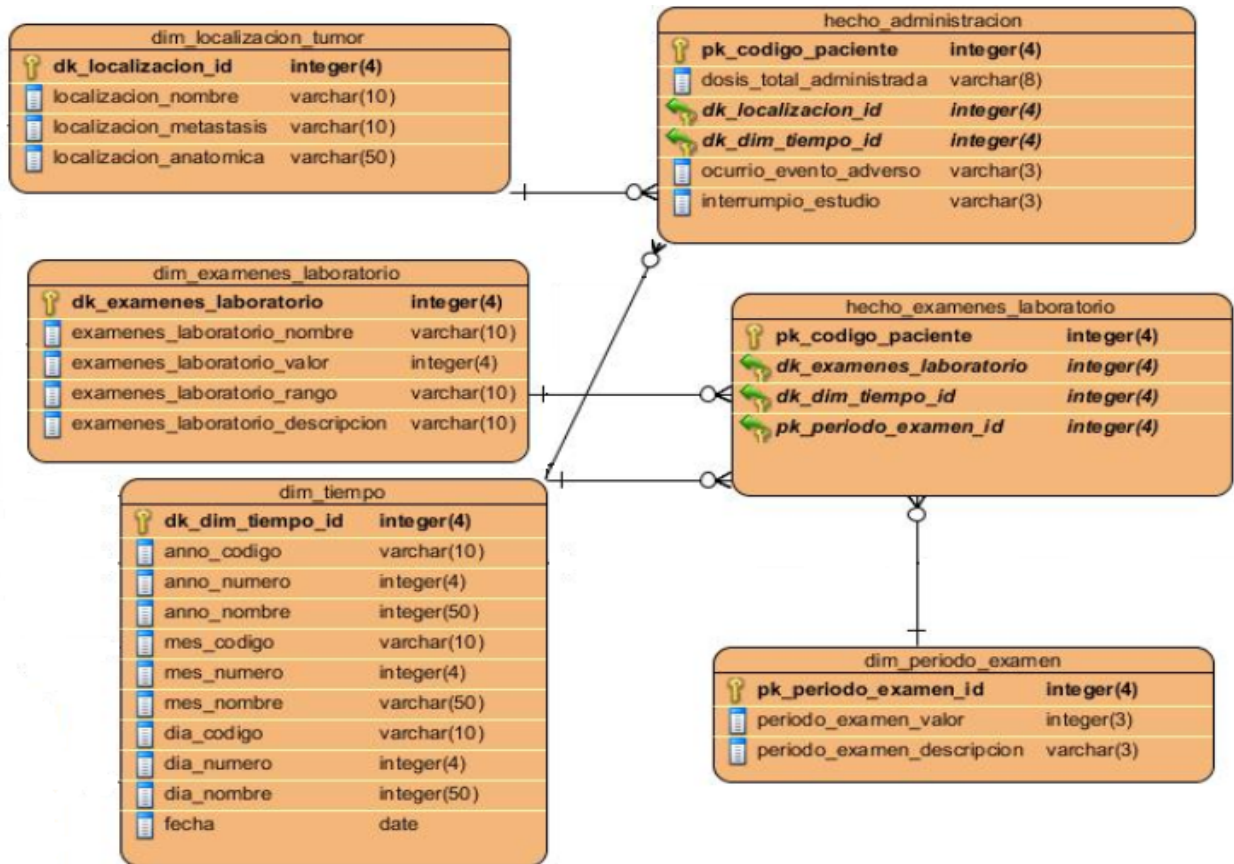 dim_localizacion_tumor
dk_localizacion_id integer(4)
localizacion_nombre varchar(10)
localizacion_metastasis varchar(10)
localizacion_anatomica varchar(50)
hecho_administracion
pk_codigo_paciente integer(4)
dosis_total_administrada varchar(8)
dk_localizacion_id integer(4)
dk_dim_tiempo_id integer(4)
ocurrio_evento_adverso varchar(3)
interrumpio_estudio varchar(3)
dim_examenes_laboratorio
dk_examenes_laboratorio integer(4)
examenes_laboratorio_nombre varchar(10)
examenes_laboratorio_valor integer(4)
examenes_laboratorio_rango varchar(10)
examenes_laboratorio_descripcion varchar(10)
hecho_examenes_laboratorio
pk_codigo_paciente integer(4)
dk_examenes_laboratorio integer(4)
dk_dim_tiempo_id integer(4)
pk_periodo_examen_id integer(4)
dim_tiempo
dk_dim_tiempo_id integer(4)
anno_codigo varchar(10)
anno_numero integer(4)
anno_nombre integer(50)
mes_codigo varchar(10)
mes_numero integer(4)
mes_nombre varchar(50)
dia_codigo varchar(10)
dia_numero integer(4)
dia_nombre integer(50)
fecha date
dim_periodo_examen
pk_periodo_examen_id integer(4)
periodo_examen_valor integer(3)
periodo_examen_descripcion varchar(3)